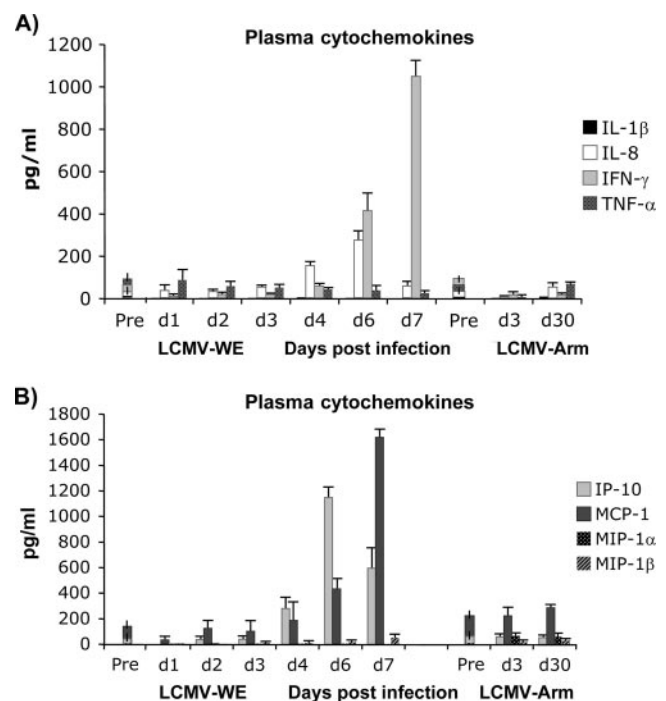 A)
Plasma cytochemokines
1200
1000
800
600
400
200
0
pg/ml
IL-1β
IL-8
IFN-γ
TNF-α
Pre d1 d2 d3 d4 d6 d7 Pre d3 d30
LCMV-WE Days post infection LCMV-Arm
B)
Plasma cytochemokines
1800
1600
1400
1200
1000
800
600
400
200
0
pg/ml
IP-10
MCP-1
MIP-1α
MIP-1β
Pre d1 d2 d3 d4 d6 d7 Pre d3 d30
LCMV-WE Days post infection LCMV-Arm